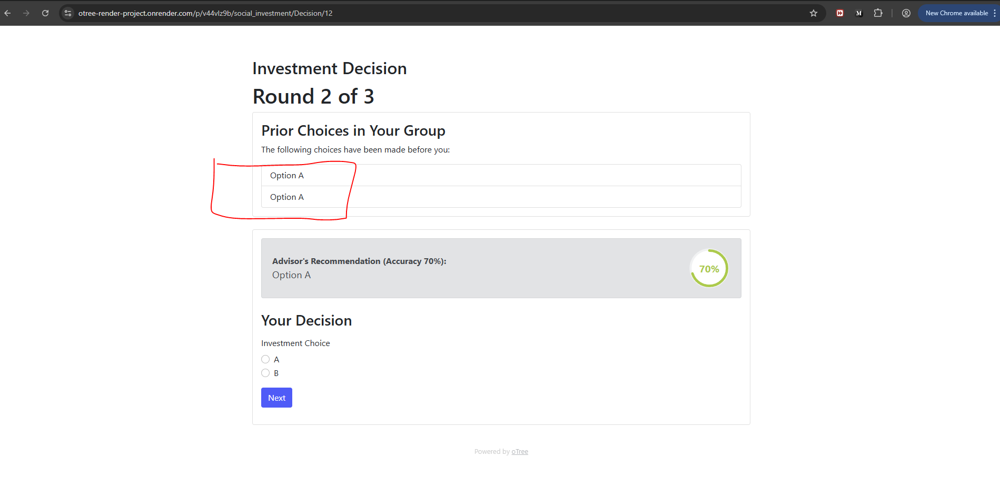 otree-render-project.onrender.com/p/v44vlz9b/social_investment/Decision/12
M
New Chrome available
Investment Decision
Round 2 of 3
Prior Choices in Your Group
The following choices have been made before you:
Option A
Option A
Advisor's Recommendation (Accuracy 70%):
Option A
70%
Your Decision
Investment Choice
A
B
Next
Powered by oTree